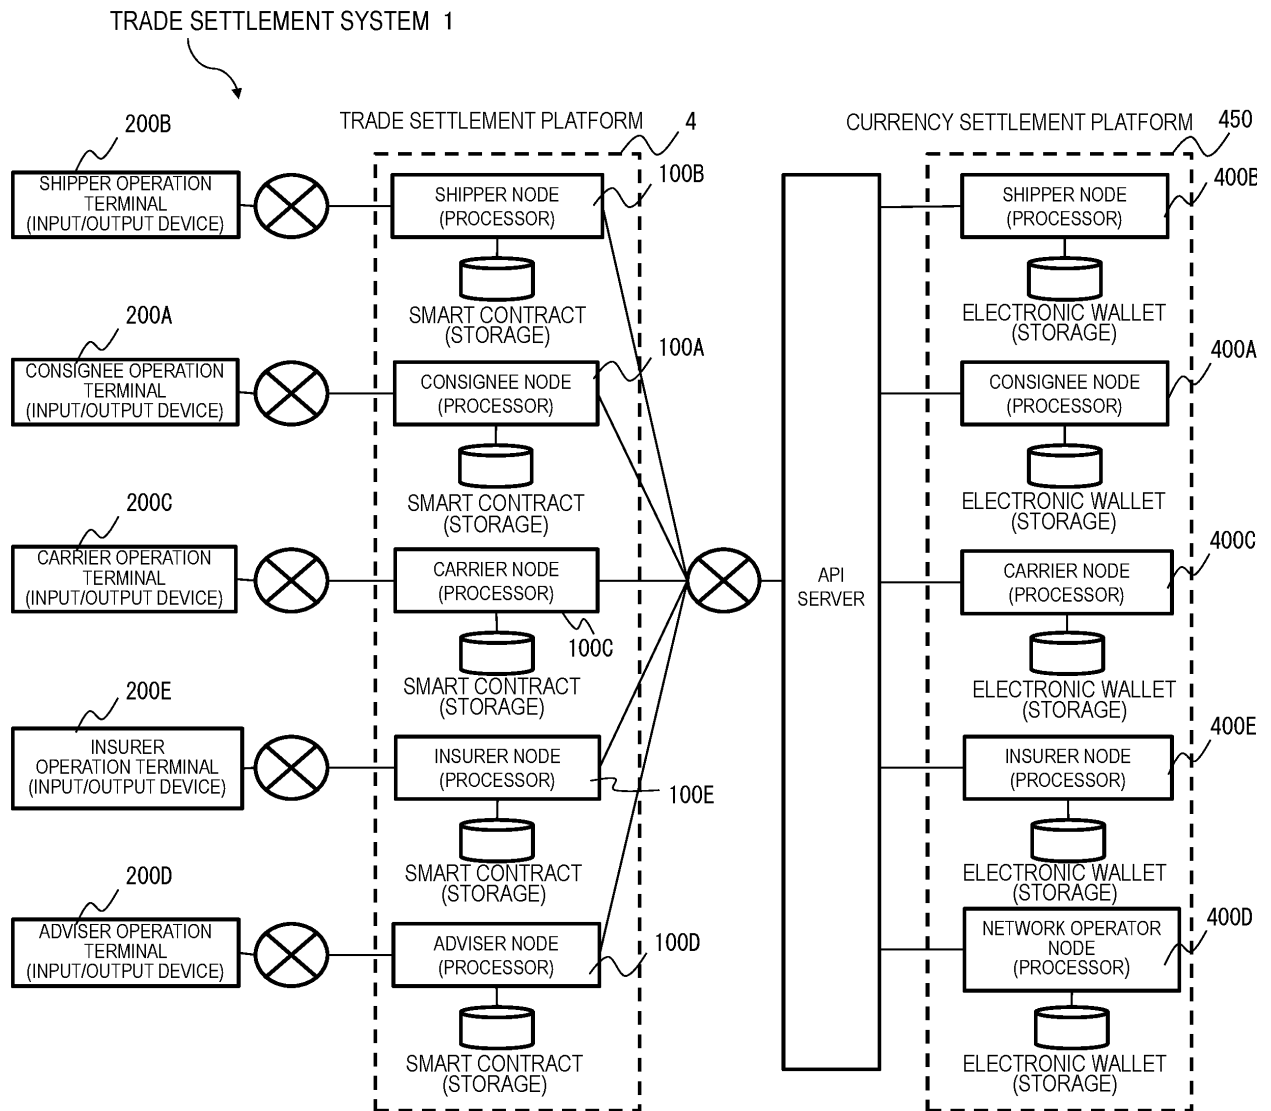 TRADE SETTLEMENT SYSTEM 1
TRADE SETTLEMENT PLATFORM
4
CURRENCY SETTLEMENT PLATFORM
450
200B
SHIPPER OPERATION
TERMINAL
(INPUT/OUTPUT DEVICE)
SHIPPER NODE
(PROCESSOR)
100B
SMART CONTRACT
(STORAGE)
SHIPPER NODE
(PROCESSOR)
400B
ELECTRONIC WALLET
(STORAGE)
200A
CONSIGNEE OPERATION
TERMINAL
(INPUT/OUTPUT DEVICE)
CONSIGNEE NODE
(PROCESSOR)
100A
SMART CONTRACT
(STORAGE)
CONSIGNEE NODE
(PROCESSOR)
400A
ELECTRONIC WALLET
(STORAGE)
200C
CARRIER OPERATION
TERMINAL
(INPUT/OUTPUT DEVICE)
CARRIER NODE
(PROCESSOR)
100C
SMART CONTRACT
(STORAGE)
API
SERVER
CARRIER NODE
(PROCESSOR)
400C
ELECTRONIC WALLET
(STORAGE)
200E
INSURER
OPERATION TERMINAL
(INPUT/OUTPUT DEVICE)
INSURER NODE
(PROCESSOR)
100E
SMART CONTRACT
(STORAGE)
INSURER NODE
(PROCESSOR)
400E
ELECTRONIC WALLET
(STORAGE)
200D
ADVISER OPERATION
TERMINAL
(INPUT/OUTPUT DEVICE)
ADVISER NODE
(PROCESSOR)
100D
SMART CONTRACT
(STORAGE)
NETWORK OPERATOR
NODE
(PROCESSOR)
400D
ELECTRONIC WALLET
(STORAGE)